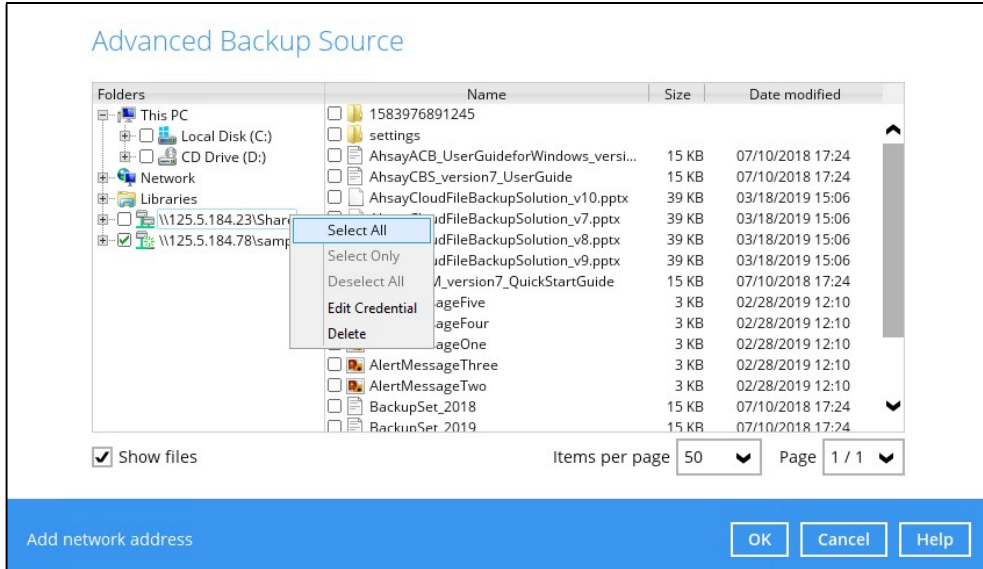 Advanced Backup Source
Folders Name Size Date modified
This PC 1583976891245
Local Disk (C:) settings
CD Drive (D:) AhsayACB_UserGuideforWindows_versi... 15 KB 07/10/2018 17:24
Network AhsayCBS_version7_UserGuide 15 KB 07/10/2018 17:24
Libraries AhsayCloudFileBackupSolution_v10.pptx 39 KB 03/18/2019 15:06
\\125.5.184.23\Shar udFileBackupSolution_v7.pptx 39 KB 03/18/2019 15:06
Select All
\\125.5.184.78\samp udFileBackupSolution_v8.pptx 39 KB 03/18/2019 15:06
Select Only udFileBackupSolution_v9.pptx 39 KB 03/18/2019 15:06
Deselect All M_version7_QuickStartGuide 15 KB 07/10/2018 17:24
Edit Credential ageFive 3 KB 02/28/2019 12:10
Delete ageFour 3 KB 02/28/2019 12:10
ageOne 3 KB 02/28/2019 12:10
AlertMessageThree 3 KB 02/28/2019 12:10
AlertMessageTwo 3 KB 02/28/2019 12:10
BackupSet_2018 15 KB 07/10/2018 17:24
BackupSet_2019 15 KB 07/10/2018 17:24
Show files Items per page 50 Page 1 / 1
Add network address OK Cancel Help